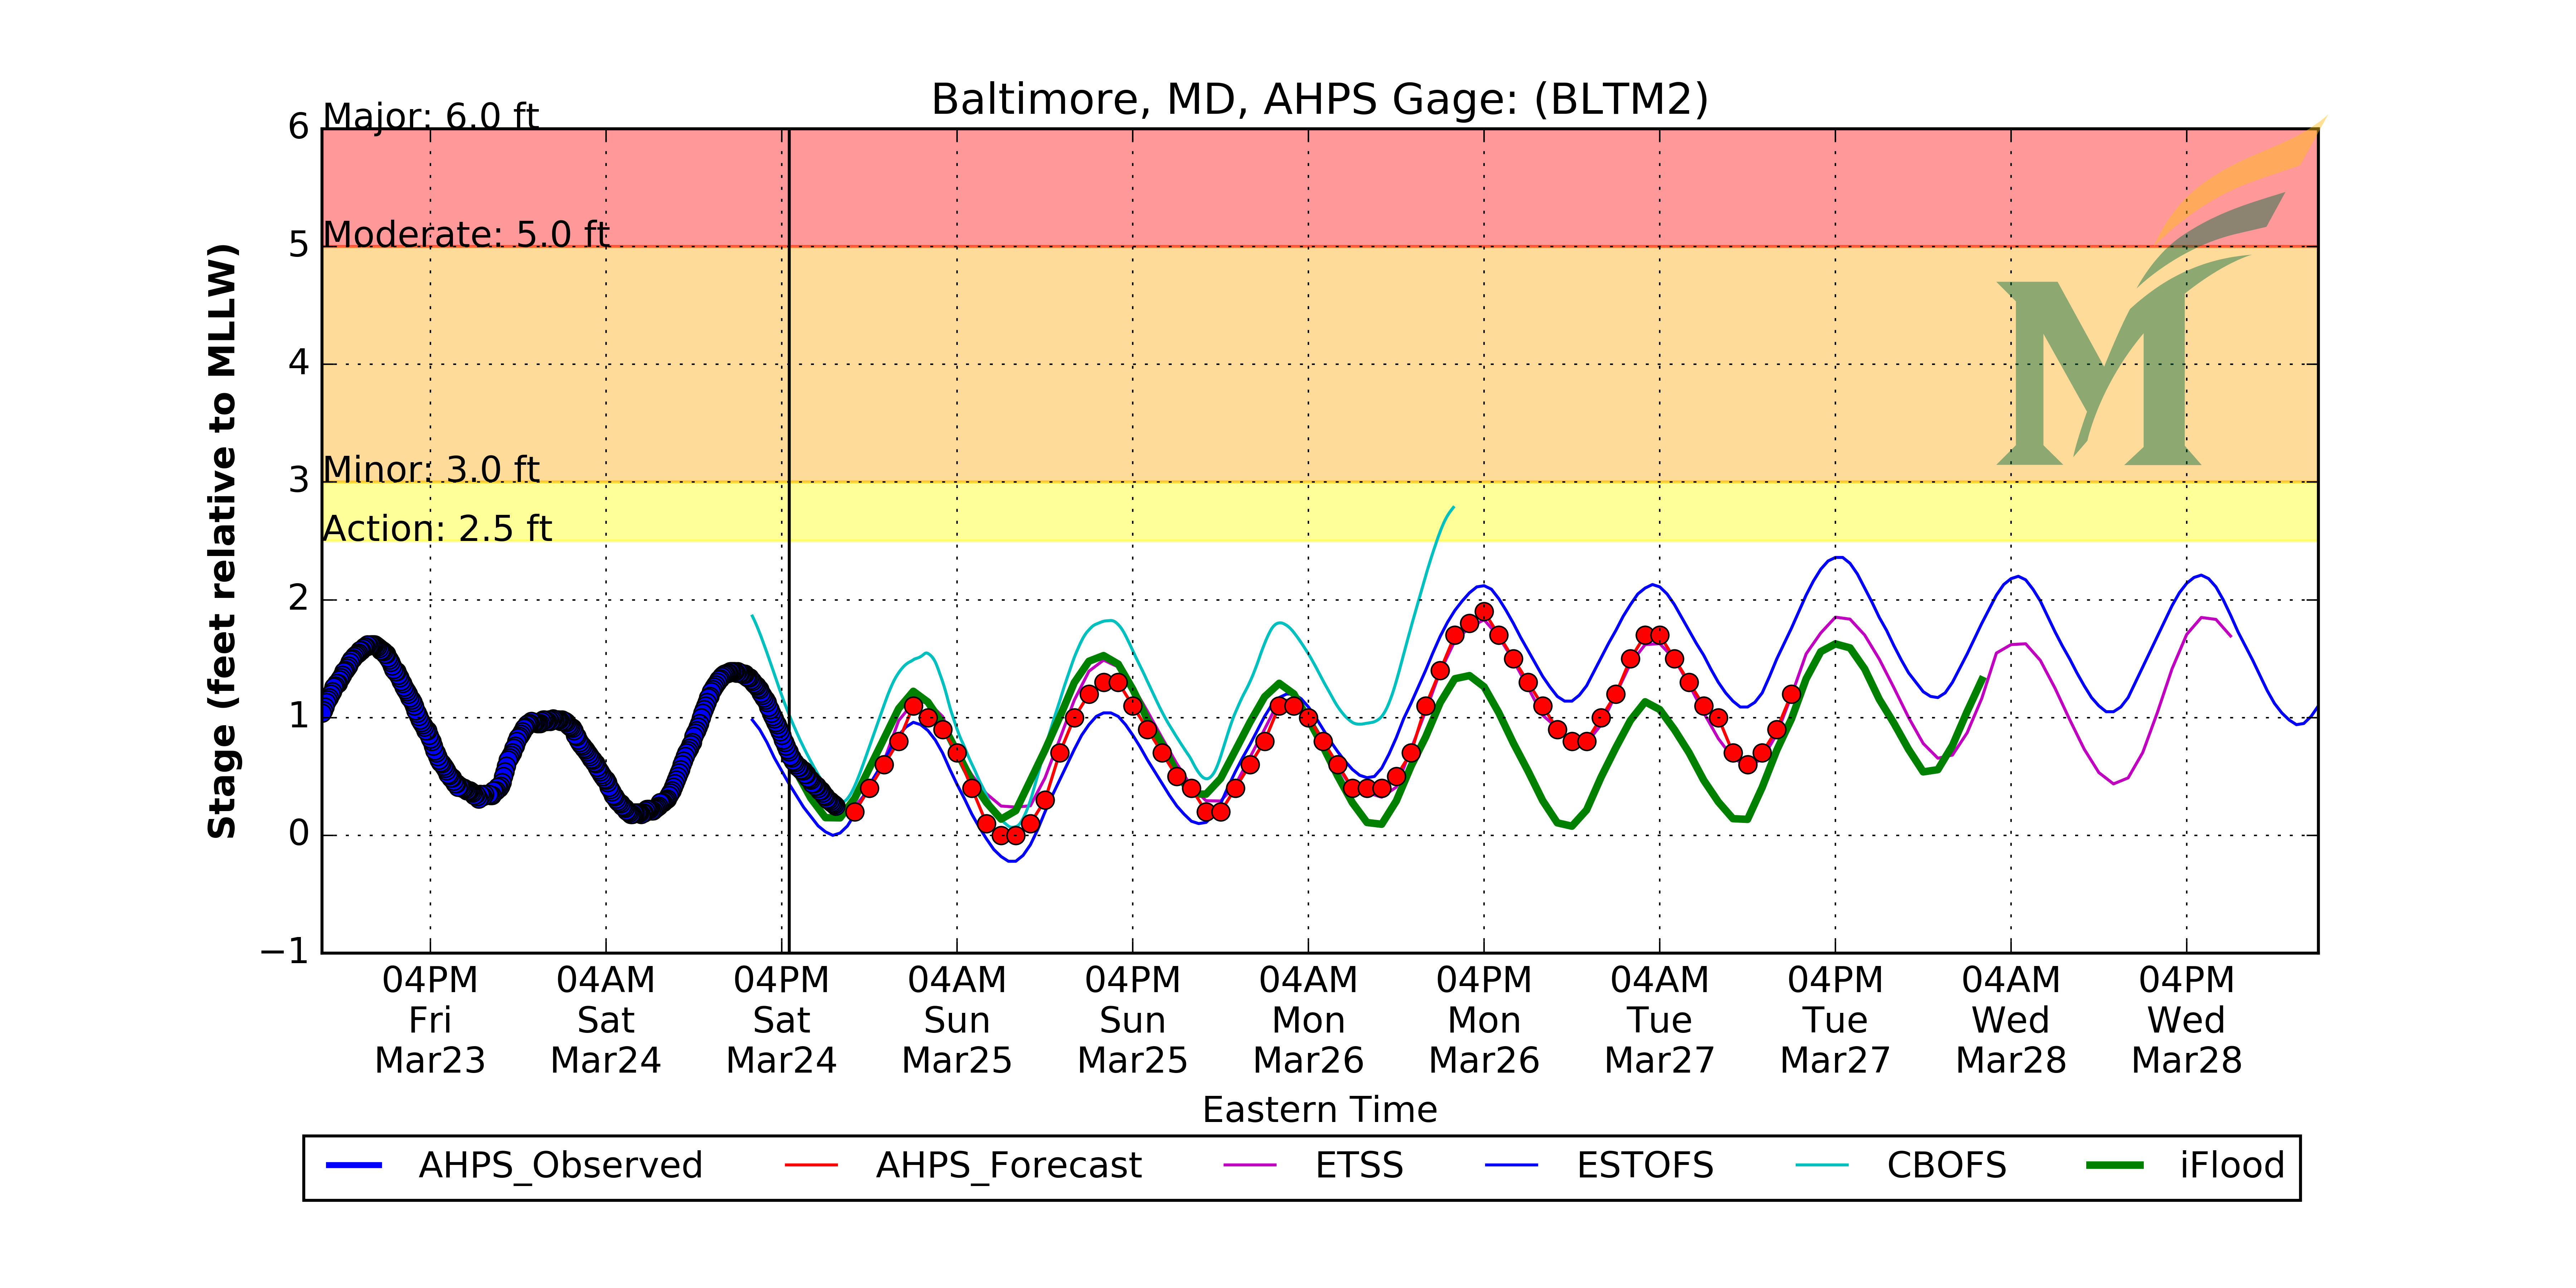 Baltimore, MD, AHPS Gage: (BLTM2)
6
Major: 6.0 ft
5
Moderate: 5.0 ft
4
3
Minor: 3.0 ft
Action: 2.5 ft
2
1
0
−1
Stage (feet relative to MLLW)
04PM 04AM 04PM 04AM 04PM 04AM 04PM 04AM 04PM 04AM 04PM
Fri Sat Sat Sun Sun Mon Mon Tue Tue Wed Wed
Mar23 Mar24 Mar24 Mar25 Mar25 Mar26 Mar26 Mar27 Mar27 Mar28 Mar28
Eastern Time
AHPS_Observed AHPS_Forecast ETSS ESTOFS CBOFS iFlood
M